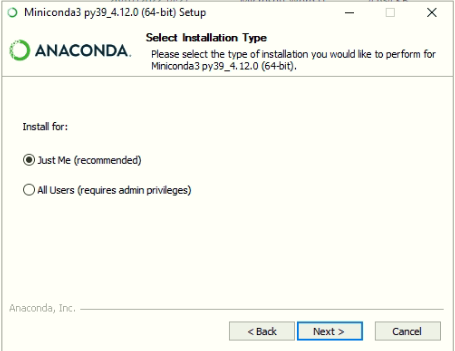 Miniconda3 py39_4.12.0 (64-bit) Setup
ANACONDA.
Select Installation Type
Please select the type of installation you would like to perform for
Miniconda3 py39_4.12.0 (64-bit).
Install for:
Just Me (recommended)
All Users (requires admin privileges)
Anaconda, Inc.
< Back
Next >
Cancel